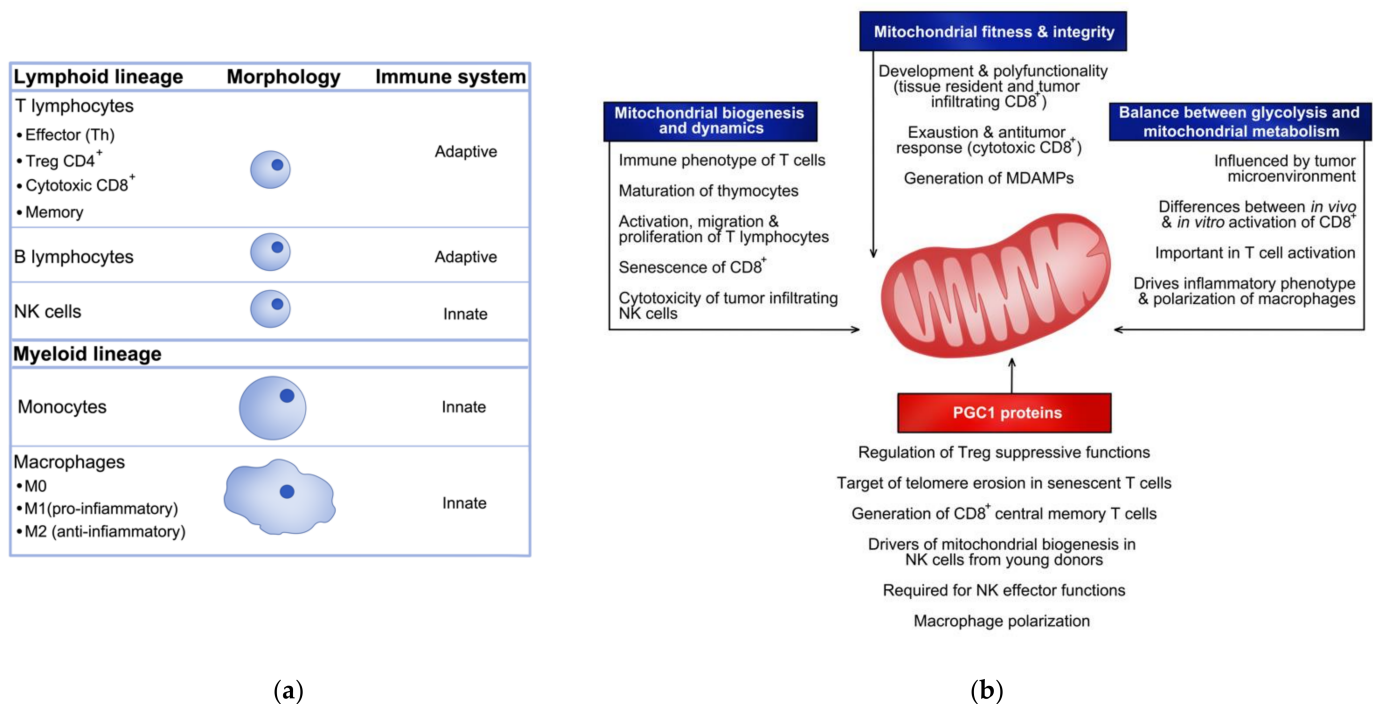 Lymphoid lineage Morphology Immune system
T lymphocytes
• Effector (Th)
• Treg CD4+
• Cytotoxic CD8+
• Memory
Adaptive
B lymphocytes Adaptive
NK cells Innate
Myeloid lineage
Monocytes Innate
Macrophages
• M0
• M1(pro-infiammatory)
• M2 (anti-infiammatory)
Innate
(a)
Mitochondrial fitness & integrity
Development & polyfunctionality
(tissue resident and tumor
infiltrating CD8+)
Exaustion & antitumor
response (cytotoxic CD8+)
Generation of MDAMPs
Mitochondrial biogenesis
and dynamics
Immune phenotype of T cells
Maturation of thymocytes
Activation, migration &
proliferation of T lymphocytes
Senescence of CD8+
Cytotoxicity of tumor infiltrating
NK cells
Balance between glycolysis and
mitochondrial metabolism
Influenced by tumor
microenvironment
Differences between in vivo
& in vitro activation of CD8+
Important in T cell activation
Drives inflammatory phenotype
& polarization of macrophages
PGC1 proteins
Regulation of Treg suppressive functions
Target of telomere erosion in senescent T cells
Generation of CD8+ central memory T cells
Drivers of mitochondrial biogenesis in
NK cells from young donors
Required for NK effector functions
Macrophage polarization
(b)